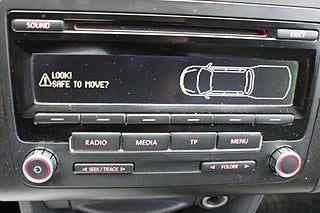 SOUND
EJECT
LOOK!
SAFE TO MOVE?
RADIO MEDIA TP MENU
SEEK/TRACK FOLDER